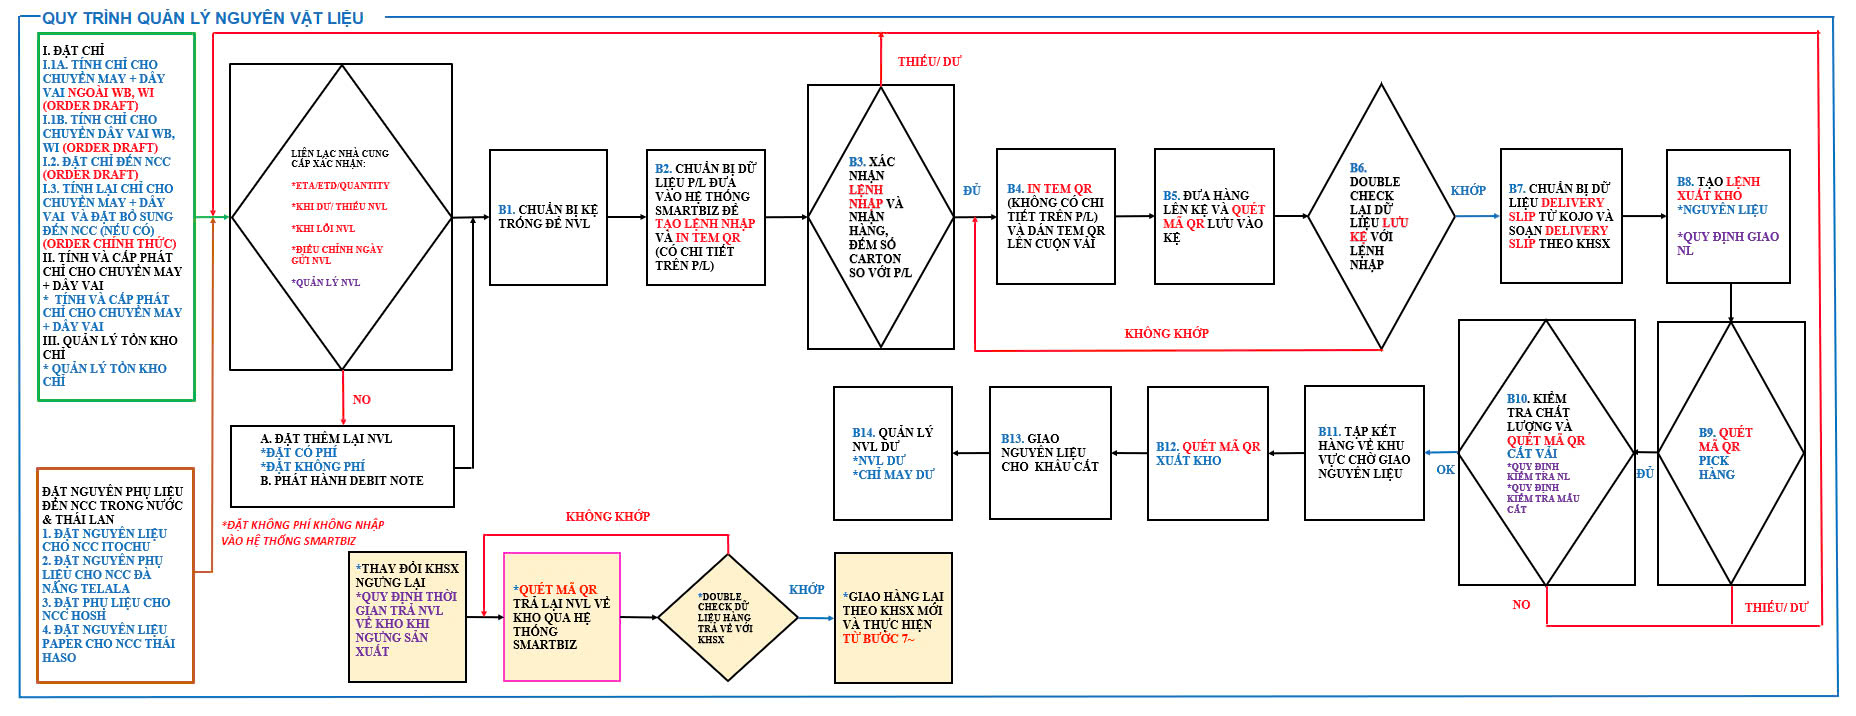 QUY TRÌNH QUẢN LÝ NGUYÊN VẬT LIỆU
I. ĐẶT CHỈ
I.1A. TÍNH CHỈ CHO
CHUYỀN MAY + DÂY
VAI NGOÀI WB, WI
(ORDER DRAFT)
I.1B. TÍNH CHỈ CHO
CHUYỀN DÂY VAI WB,
WI (ORDER DRAFT)
I.2. ĐẶT CHỈ ĐẾN NCC
(ORDER DRAFT)
I.3. TÍNH LẠI CHỈ CHO
CHUYỀN MAY + DÂY
VAI VÀ ĐẶT BỔ SUNG
ĐẾN NCC (NẾU CÓ)
(ORDER CHÍNH THỨC)
II. TÍNH VÀ CẤP PHÁT
CHỈ CHO CHUYỀN MAY
+ DÂY VAI
* TÍNH VÀ CẤP PHÁT
CHỈ CHO CHUYỀN MAY
+ DÂY VAI
III. QUẢN LÝ TỒN KHO
CHỈ
* QUẢN LÝ TỒN KHO
CHỈ
LIÊN LẠC NHÀ CUNG
CẤP XÁC NHẬN:
*ETA/ETD/QUANTITY
*KHI DƯ/ THIẾU NVL
*KHI LỖI NVL
*ĐIỀU CHỈNH NGÀY
GỬI NVL
*QUẢN LÝ NVL
NO
A. ĐẶT THÊM LẠI NVL
*ĐẶT CÓ PHÍ
*ĐẶT KHÔNG PHÍ
B. PHÁT HÀNH DEBIT NOTE
*ĐẶT KHÔNG PHÍ KHÔNG NHẬP
VÀO HỆ THỐNG SMARTBIZ
B1. CHUẨN BỊ KỆ
TRỐNG ĐỂ NVL
B2. CHUẨN BỊ DỮ
LIỆU P/L ĐƯA
VÀO HỆ THỐNG
SMARTBIZ ĐỂ
TẠO LỆNH NHẬP
VÀ IN TEM QR
(CÓ CHI TIẾT
TRÊN P/L)
THIẾU/ DƯ
B3. XÁC
NHẬN
LỆNH
NHẬP VÀ
NHẬN
HÀNG,
ĐẾM SỐ
CARTON
SO VỚI P/L
ĐỦ
B4. IN TEM QR
(KHÔNG CÓ CHI
TIẾT TRÊN P/L)
VÀ DÁN TEM QR
LÊN CUỘN VẢI
B5. ĐƯA HÀNG
LÊN KỆ VÀ QUÉT
MÃ QR LƯU VÀO
KỆ
B6.
DOUBLE
CHECK
LẠI DỮ
LIỆU LƯU
KỆ VỚI
LỆNH
NHẬP
KHÔNG KHỚP
KHỚP
B7. CHUẨN BỊ DỮ
LIỆU DELIVERY
SLIP TỪ KOJO VÀ
SOẠN DELIVERY
SLIP THEO KHSX
B8. TẠO LỆNH
XUẤT KHO
*NGUYÊN LIỆU
*QUY ĐỊNH GIAO
NL
B9. QUÉT
MÃ QR
PICK
HÀNG
THIẾU/ DƯ
ĐỦ
B10. KIỂM
TRA CHẤT
LƯỢNG VÀ
QUÉT MÃ QR
CẮT VẢI
*QUY ĐỊNH
KIỂM TRA NL
*QUY ĐỊNH
KIỂM TRA MẪU
CẮT
NO
OK
B11. TẬP KẾT
HÀNG VỀ KHU
VỰC CHỜ GIAO
NGUYÊN LIỆU
B12. QUÉT MÃ QR
XUẤT KHO
B13. GIAO
NGUYÊN LIỆU
CHO KHÂU CẮT
B14. QUẢN LÝ
NVL DƯ
*NVL DƯ
*CHỈ MAY DƯ
ĐẶT NGUYÊN PHỤ LIỆU
ĐẾN NCC TRONG NƯỚC
& THÁI LAN
1. ĐẶT NGUYÊN LIỆU
CHO NCC ITOCHU
2. ĐẶT NGUYÊN PHỤ
LIỆU CHO NCC ĐÀ
NẴNG TELALA
3. ĐẶT PHỤ LIỆU CHO
NCC HOSH
4. ĐẶT NGUYÊN LIỆU
PAPER CHO NCC THÁI
HASO
*THAY ĐỔI KHSX
NGƯNG LẠI
*QUY ĐỊNH THỜI
GIAN TRẢ NVL
VỀ KHO KHI
NGƯNG SẢN
XUẤT
KHÔNG KHỚP
*QUÉT MÃ QR
TRẢ LẠI NVL VỀ
KHO QUA HỆ
THỐNG
SMARTBIZ
*DOUBLE
CHECK DỮ
LIỆU HÀNG
TRẢ VỀ VỚI
KHSX
KHỚP
*GIAO HÀNG LẠI
THEO KHSX MỚI
VÀ THỰC HIỆN
TỪ BƯỚC 7~